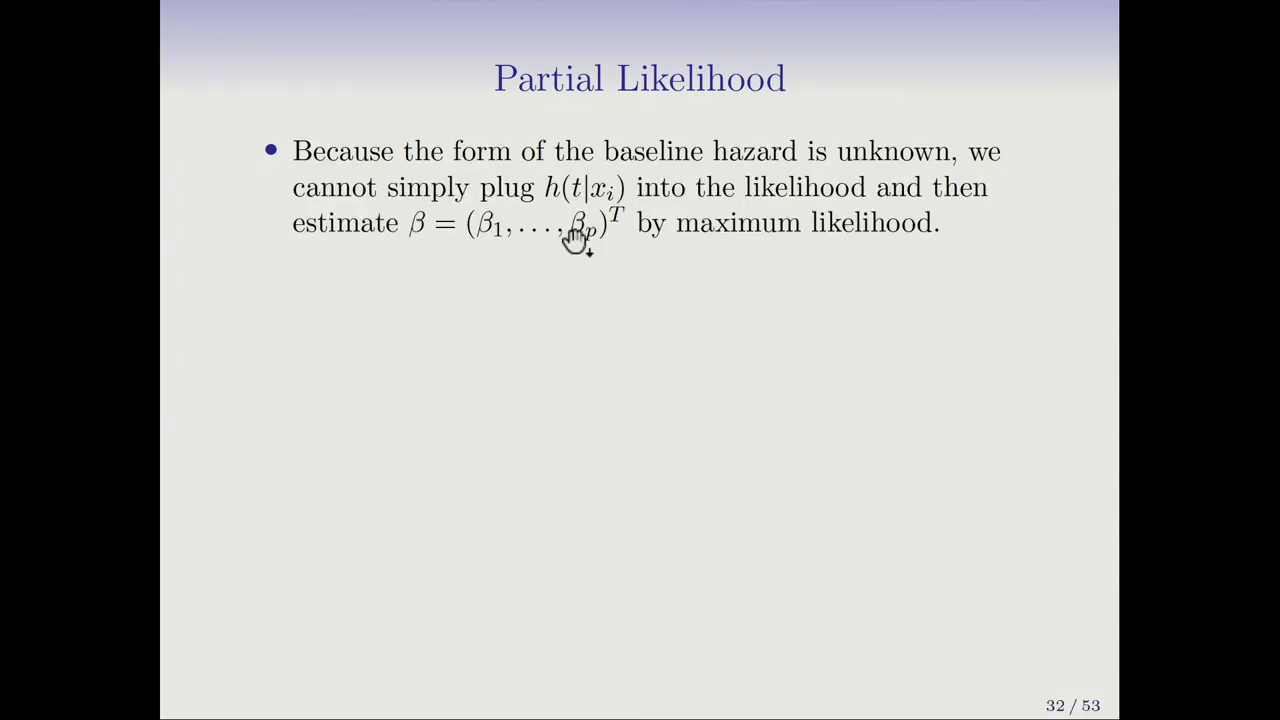 Partial Likelihood
• Because the form of the baseline hazard is unknown, we
cannot simply plug h(t|xᵢ) into the likelihood and then
estimate β = (β₁, . . . , βₚ)ᵀ by maximum likelihood.
32 / 53